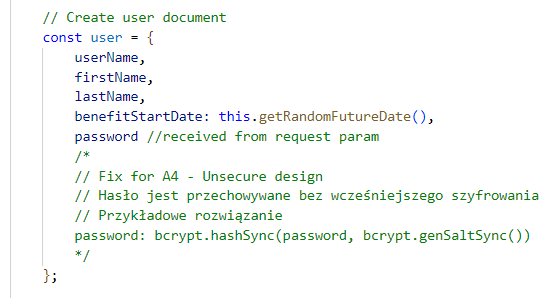 // Create user document
const user = {
userName,
firstName,
lastName,
benefitStartDate: this.getRandomFutureDate(),
password //received from request param
/*
// Fix for A4 - Unsecure design
// Hasło jest przechowywane bez wcześniejszego szyfrowania
// Przykładowe rozwiązanie
password: bcrypt.hashSync(password, bcrypt.genSaltSync())
*/
};